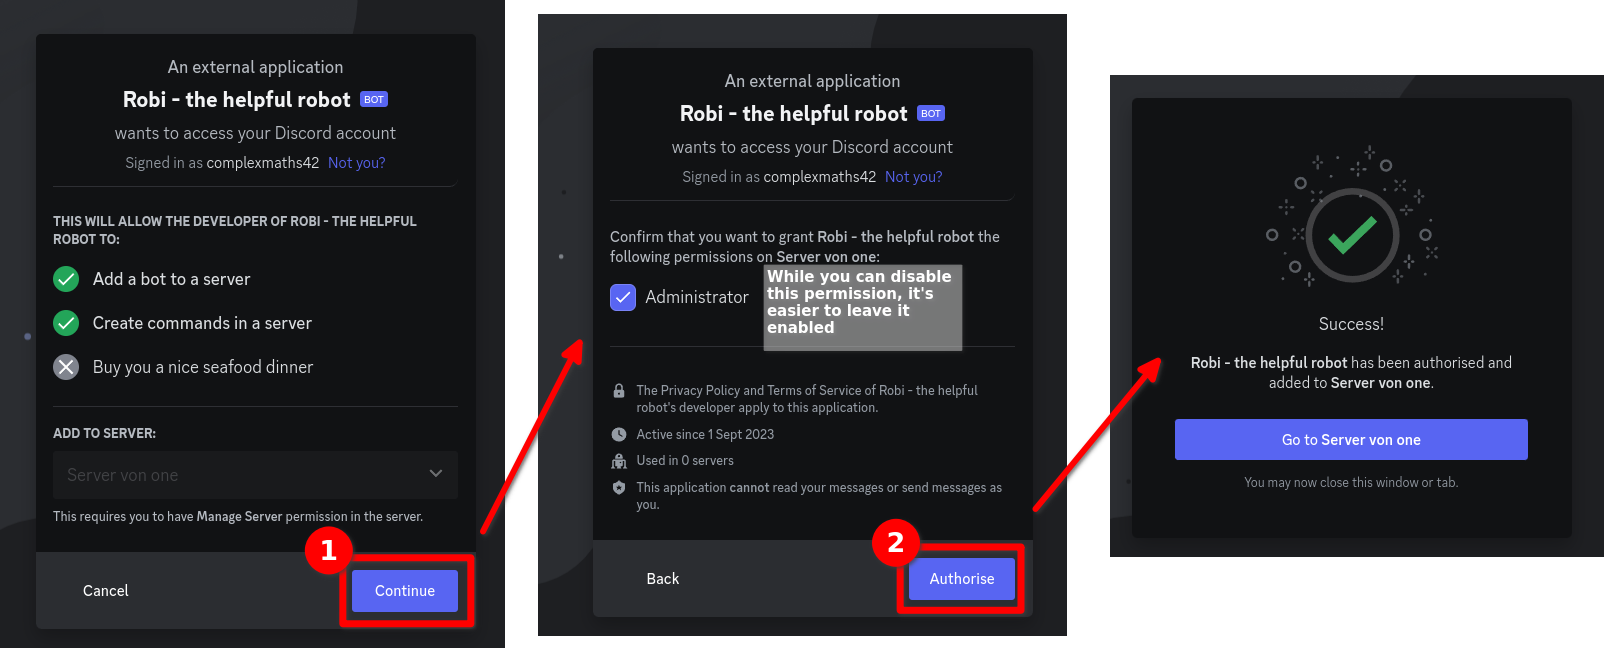 An external application
Robi - the helpful robot BOT
wants to access your Discord account
Signed in as complexmaths42 Not you?
THIS WILL ALLOW THE DEVELOPER OF ROBI - THE HELPFUL
ROBOT TO:
Add a bot to a server
Create commands in a server
Buy you a nice seafood dinner
ADD TO SERVER:
Server von one
This requires you to have Manage Server permission in the server.
1
Cancel
Continue
An external application
Robi - the helpful robot BOT
wants to access your Discord account
Signed in as complexmaths42 Not you?
Confirm that you want to grant Robi - the helpful robot the
following permissions on Server von one:
Administrator
While you can disable
this permission, it's
easier to leave it
enabled
The Privacy Policy and Terms of Service of Robi - the helpful
robot's developer apply to this application.
Active since 1 Sept 2023
Used in 0 servers
This application cannot read your messages or send messages as
you.
2
Back
Authorise
Success!
Robi - the helpful robot has been authorised and
added to Server von one.
Go to Server von one
You may now close this window or tab.